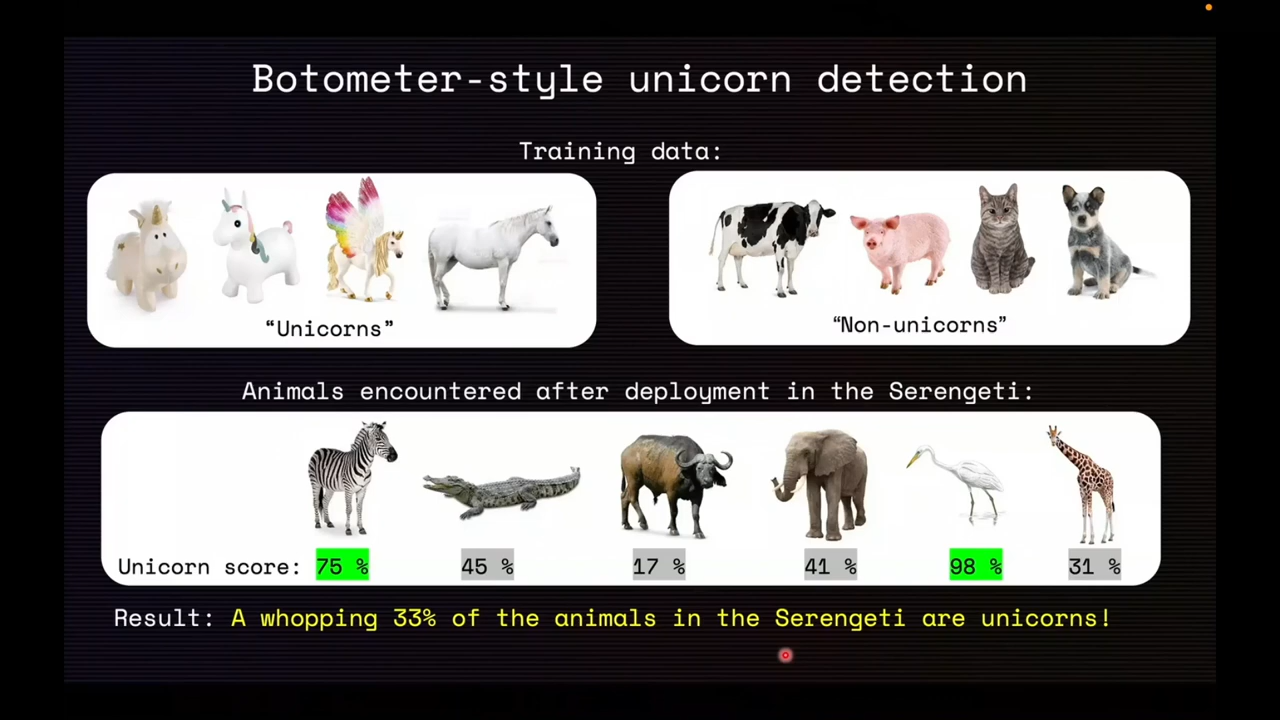 Botometer-style unicorn detection
Training data:
“Unicorns”
“Non-unicorns”
Animals encountered after deployment in the Serengeti:
Unicorn score: 75 % 45 % 17 % 41 % 98 % 31 %
Result: A whopping 33% of the animals in the Serengeti are unicorns!